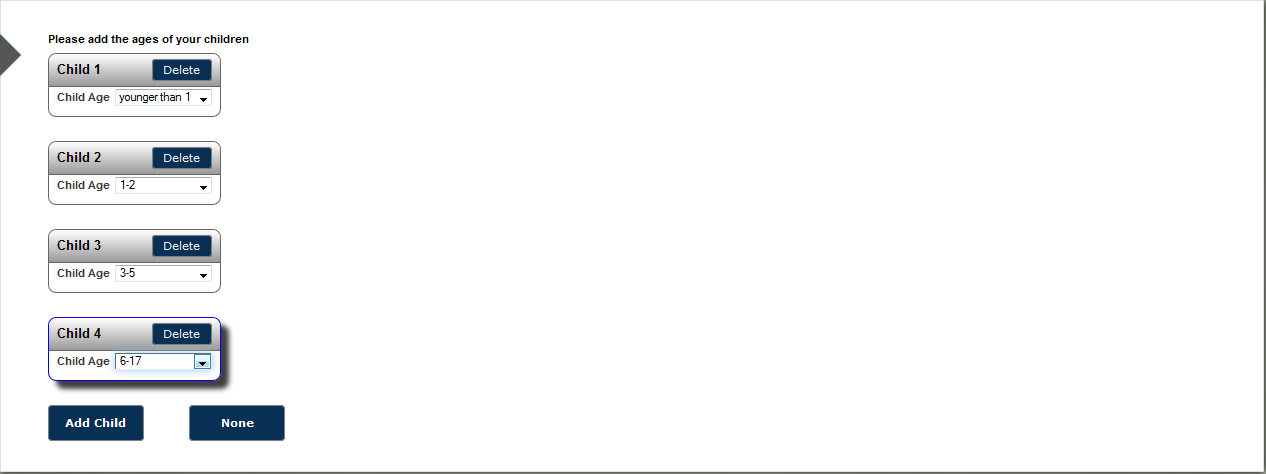 Please add the ages of your children
Child 1 Delete
Child Age younger than 1
Child 2 Delete
Child Age 1-2
Child 3 Delete
Child Age 3-5
Child 4 Delete
Child Age 6-17
Add Child None